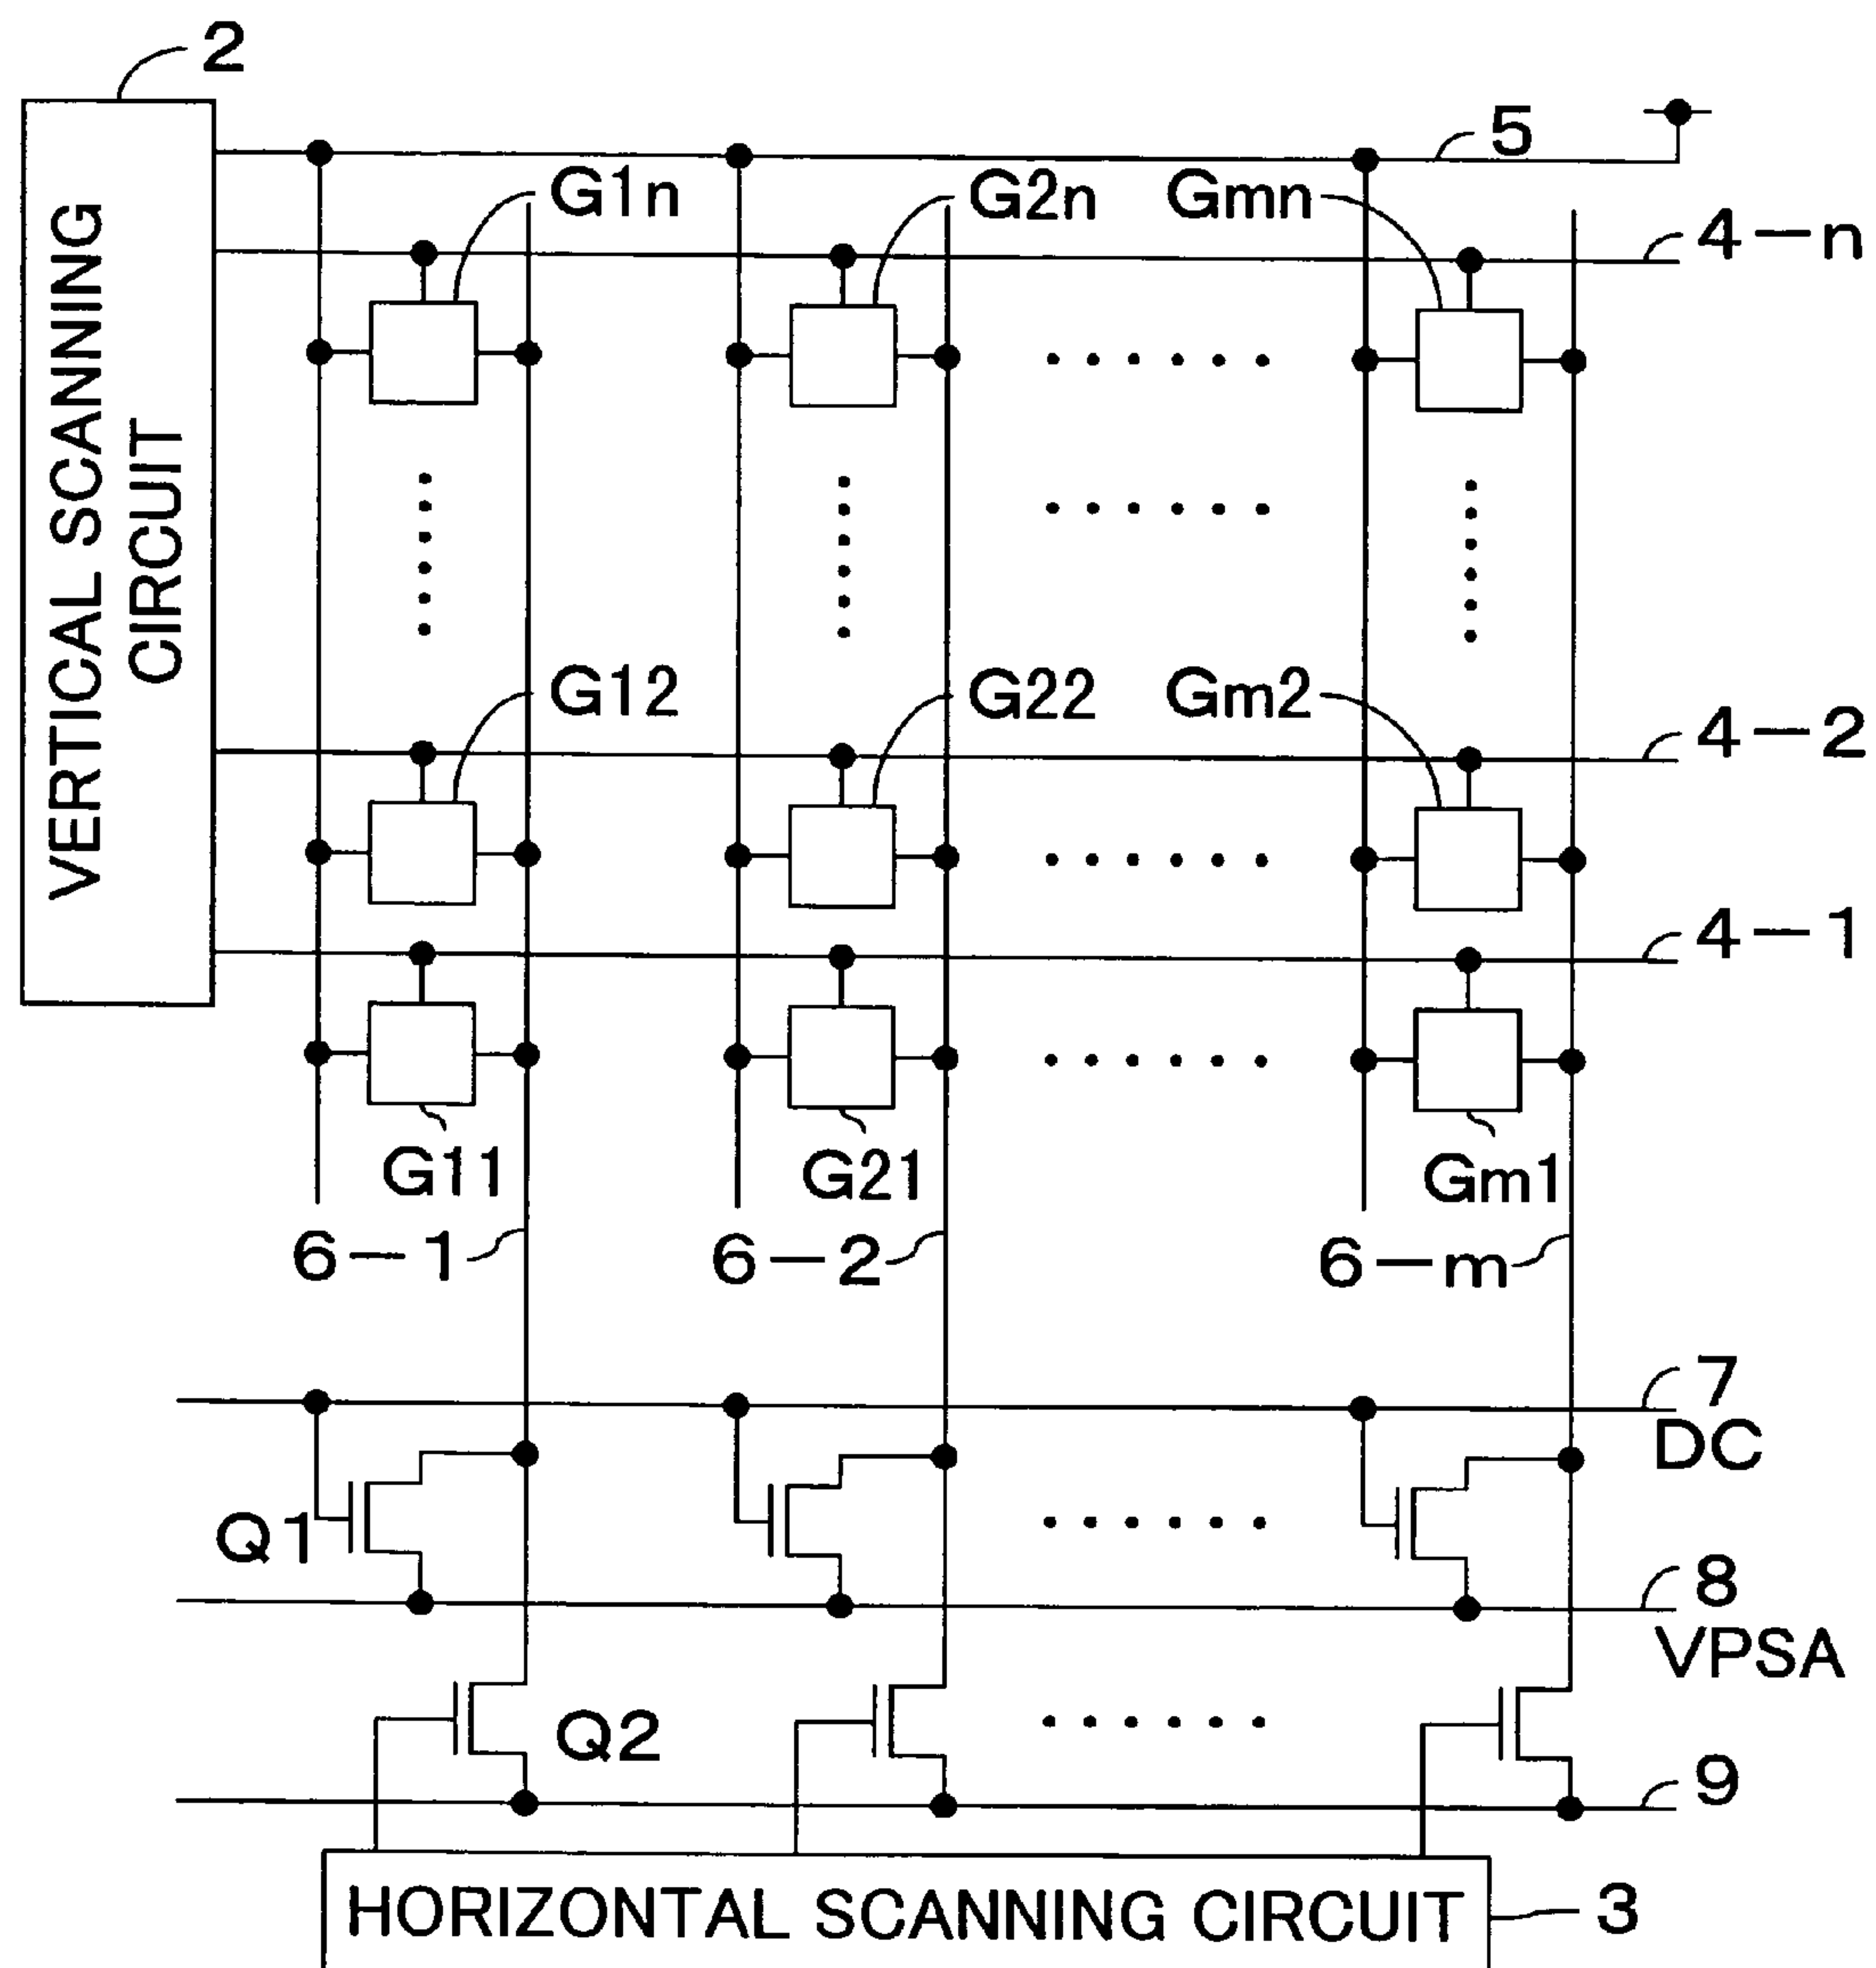 2
5
G1n
G2n
Gmn
4-n
VERTICAL SCANNING
CIRCUIT
G12
G22
Gm2
4-2
4-1
G11
G21
Gm1
6-1
6-2
6-m
7
DC
Q1
8
VPSA
Q2
9
HORIZONTAL SCANNING CIRCUIT
3